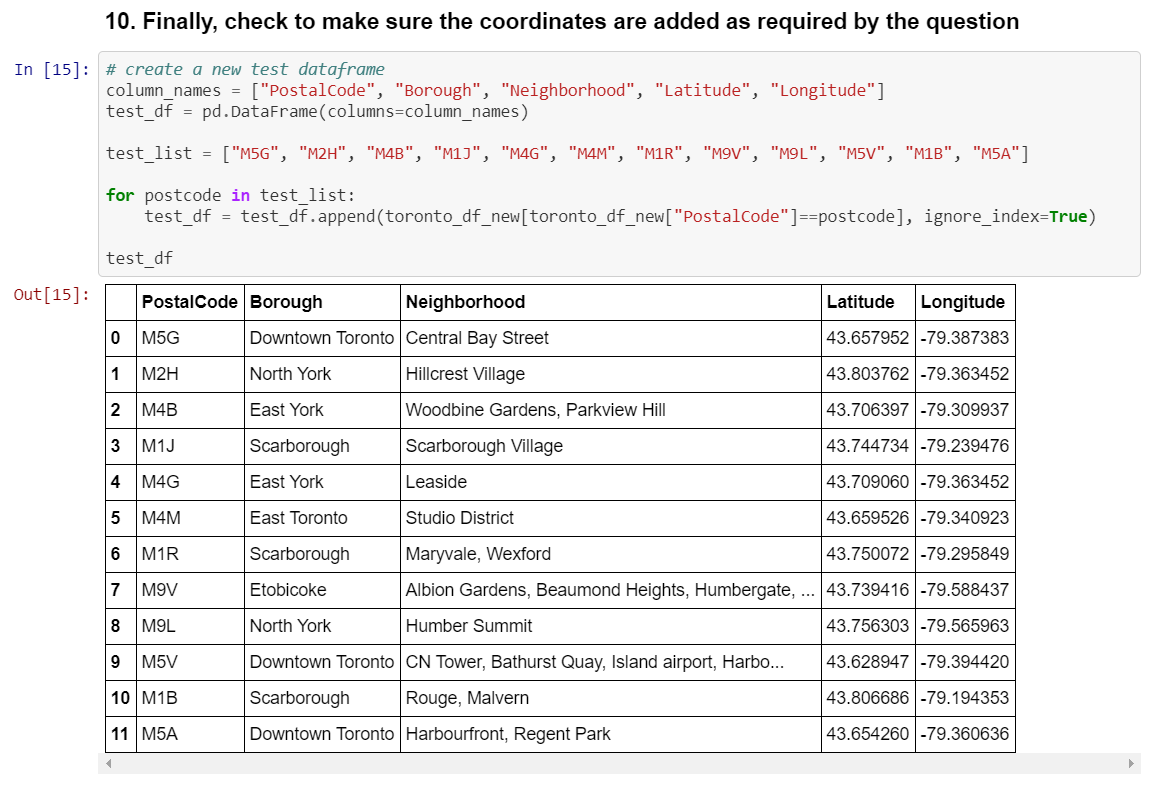 10. Finally, check to make sure the coordinates are added as required by the question
In [15]: # create a new test dataframe
column_names = ["PostalCode", "Borough", "Neighborhood", "Latitude", "Longitude"]
test_df = pd.DataFrame(columns=column_names)
test_list = ["M5G", "M2H", "M4B", "M1J", "M4G", "M4M", "M1R", "M9V", "M9L", "M5V", "M1B", "M5A"]
for postcode in test_list:
    test_df = test_df.append(toronto_df_new[toronto_df_new["PostalCode"]==postcode], ignore_index=True)
test_df
Out[15]:
PostalCode Borough Neighborhood Latitude Longitude
0 M5G Downtown Toronto Central Bay Street 43.657952 -79.387383
1 M2H North York Hillcrest Village 43.803762 -79.363452
2 M4B East York Woodbine Gardens, Parkview Hill 43.706397 -79.309937
3 M1J Scarborough Scarborough Village 43.744734 -79.239476
4 M4G East York Leaside 43.709060 -79.363452
5 M4M East Toronto Studio District 43.659526 -79.340923
6 M1R Scarborough Maryvale, Wexford 43.750072 -79.295849
7 M9V Etobicoke Albion Gardens, Beaumond Heights, Humbergate, ... 43.739416 -79.588437
8 M9L North York Humber Summit 43.756303 -79.565963
9 M5V Downtown Toronto CN Tower, Bathurst Quay, Island airport, Harbo... 43.628947 -79.394420
10 M1B Scarborough Rouge, Malvern 43.806686 -79.194353
11 M5A Downtown Toronto Harbourfront, Regent Park 43.654260 -79.360636